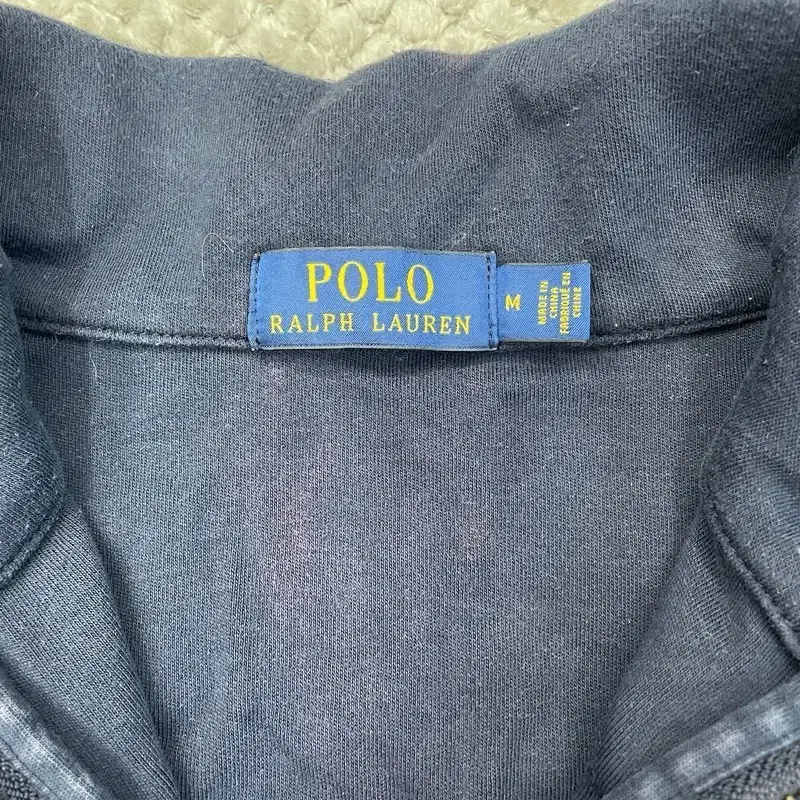 POLO
RALPH LAUREN
M
MADE IN
CHINA
FABRIQUÉ EN
CHINE